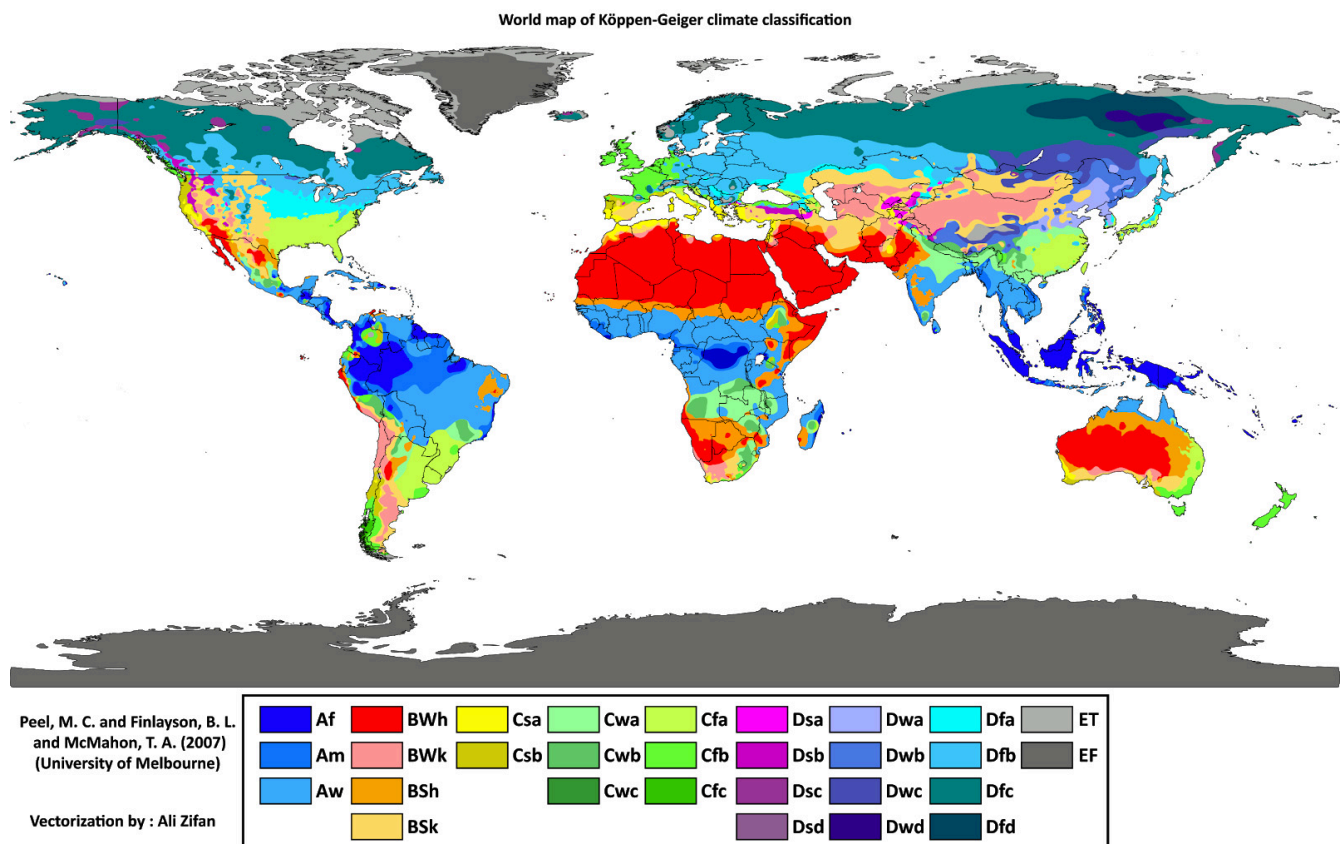 World map of Köppen-Geiger climate classification
Peel, M. C. and Finlayson, B. L.
and McMahon, T. A. (2007)
(University of Melbourne)
Vectorization by : Ali Zifan
Af BWh Csa Cwa Cfa Dsa Dwa Dfa ET
Am BWk Csb Cwb Cfb Dsb Dwb Dfb EF
Aw BSh Cwc Cfc Dsc Dwc Dfc
BSk Dsd Dwd Dfd